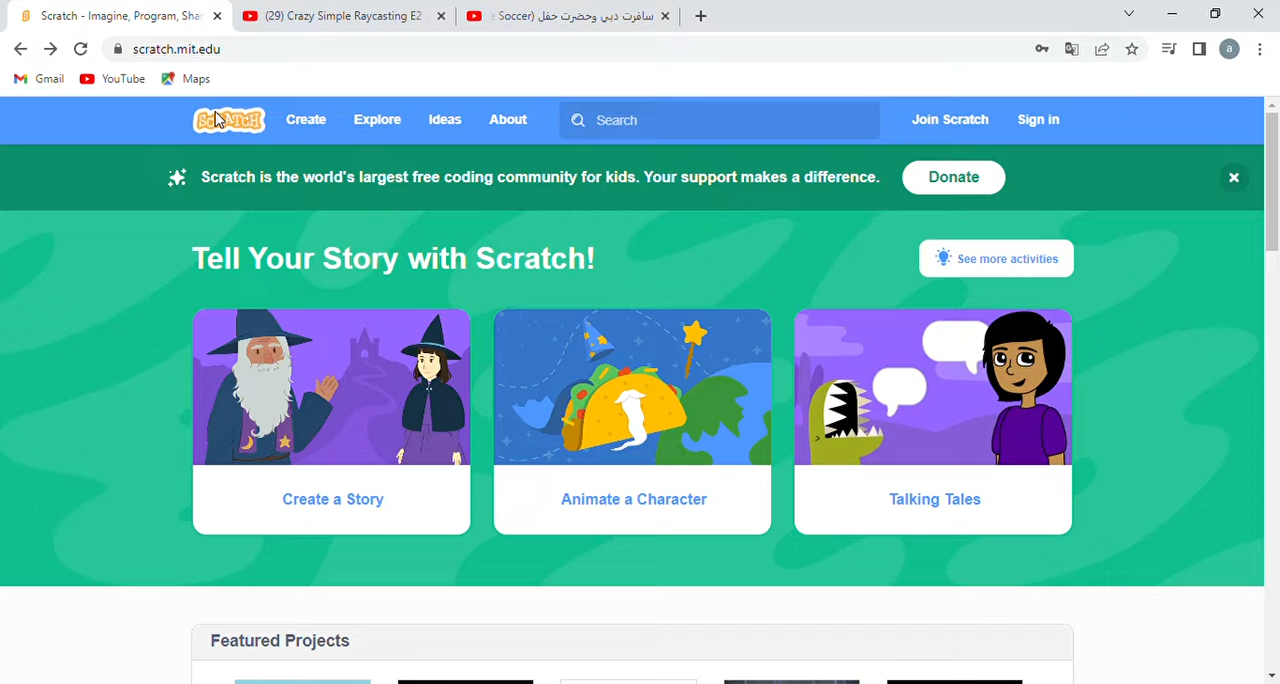 Scratch - Imagine, Program, Shar
(29) Crazy Simple Raycasting E2 -
سافرت دبي وحضرت حفل (Soccer e
scratch.mit.edu
a
Gmail YouTube Maps
SCRATCH Create Explore Ideas About Search Join Scratch Sign in
Scratch is the world's largest free coding community for kids. Your support makes a difference. Donate
Tell Your Story with Scratch!
See more activities
Create a Story
Animate a Character
Talking Tales
Featured Projects